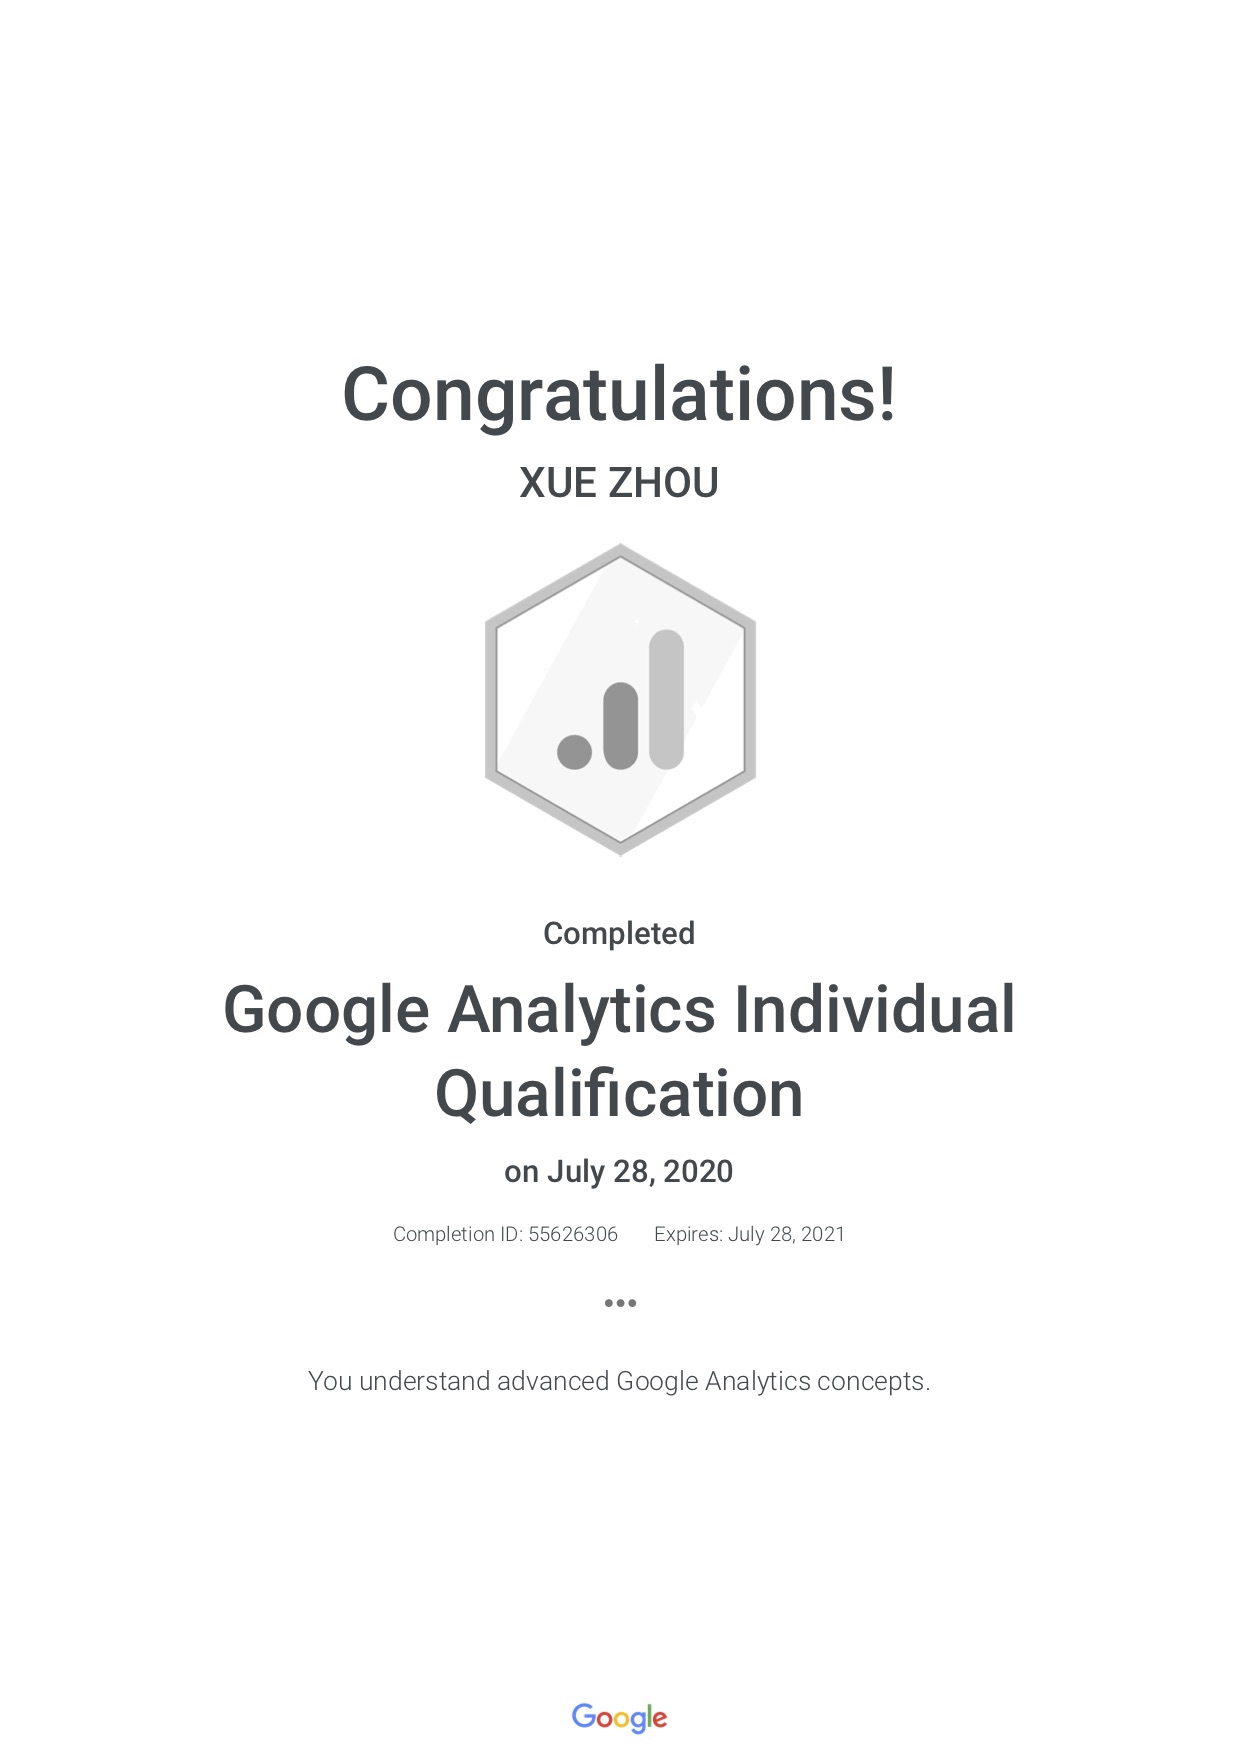 Congratulations!
XUE ZHOU
Completed
Google Analytics Individual
Qualification
on July 28, 2020
Completion ID: 55626306 Expires: July 28, 2021
•••
You understand advanced Google Analytics concepts.
Google